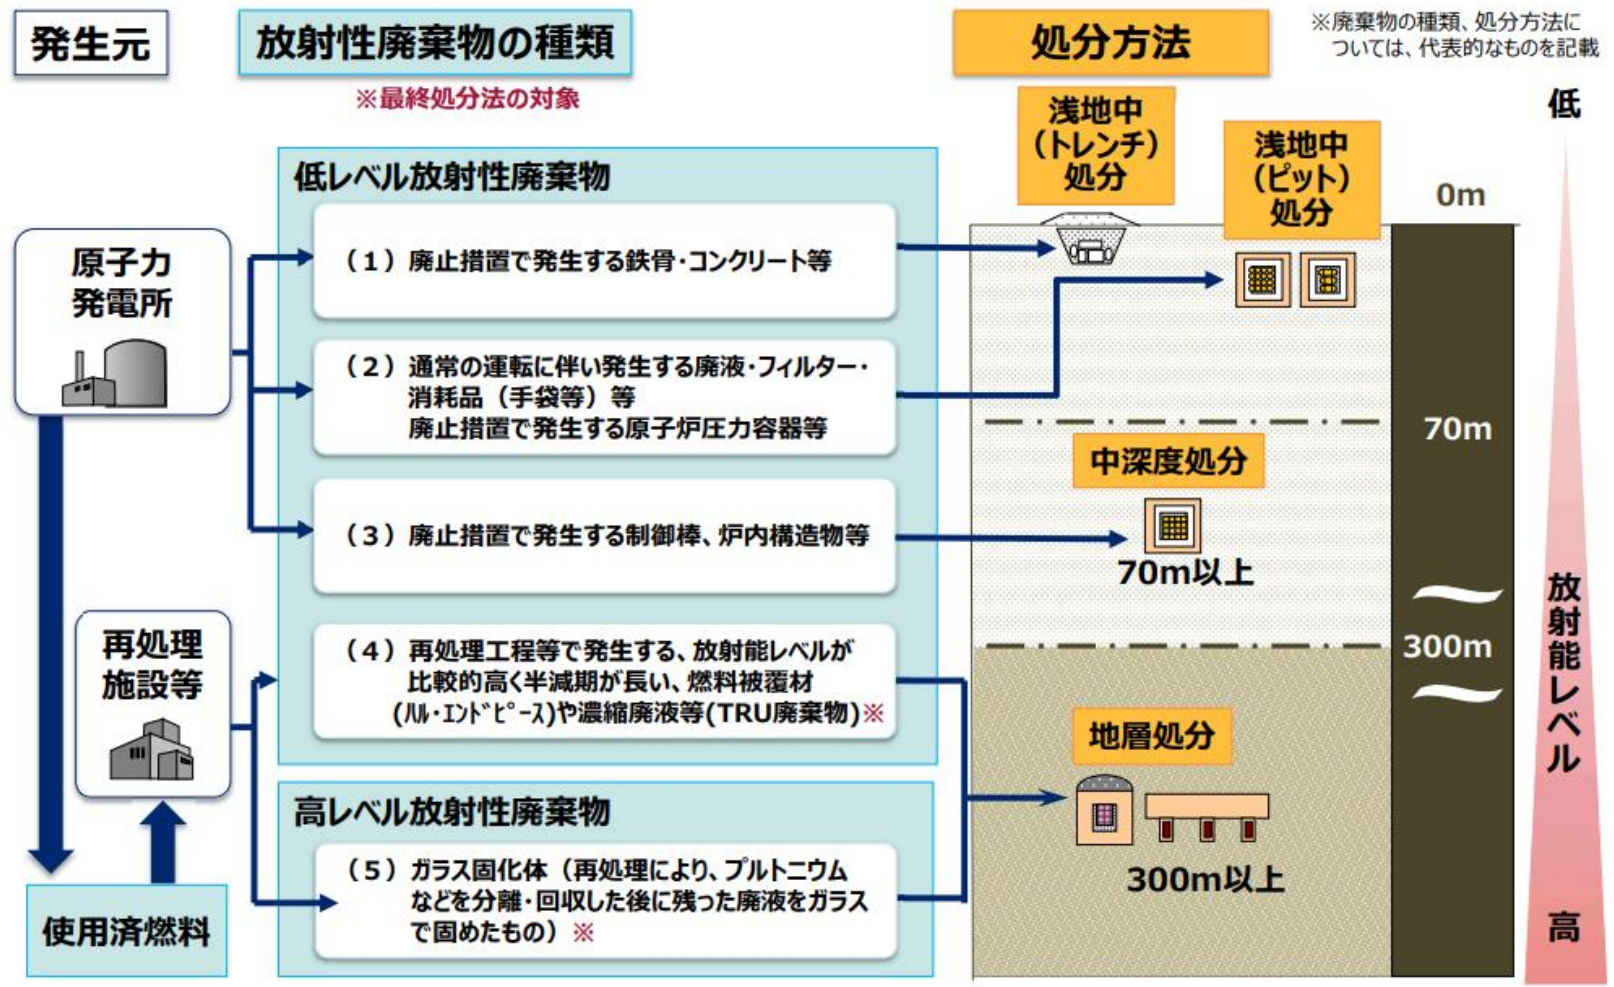 発生元
放射性廃棄物の種類
※最終処分法の対象
処分方法
※廃棄物の種類、処分方法に
ついては、代表的なものを記載
低レベル放射性廃棄物
原子力
発電所
(1)廃止措置で発生する鉄骨・コンクリート等
(2)通常の運転に伴い発生する廃液・フィルター・
消耗品(手袋等)等
廃止措置で発生する原子炉圧力容器等
(3)廃止措置で発生する制御棒、炉内構造物等
再処理
施設等
(4)再処理工程等で発生する、放射能レベルが
比較的高く半減期が長い、燃料被覆材
(ﾊﾙ・ｴﾝﾄﾞﾋﾟｰｽ)や濃縮廃液等(TRU廃棄物)※
高レベル放射性廃棄物
(5)ガラス固化体(再処理により、プルトニウム
などを分離・回収した後に残った廃液をガラス
で固めたもの)※
使用済燃料
浅地中
(トレンチ)
処分
浅地中
(ピット)
処分
中深度処分
70m以上
地層処分
300m以上
0m
70m
300m
低
放射能レベル
高